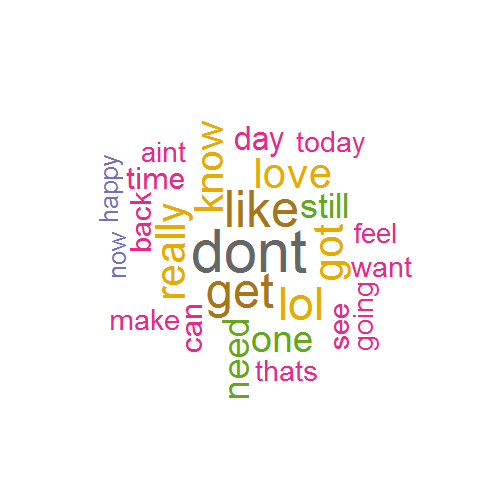 day
today
aint
know
time
love
happy
like
still
back
really
dont
got
feel
now
want
get
lol
going
make
can
see
need
one
thats